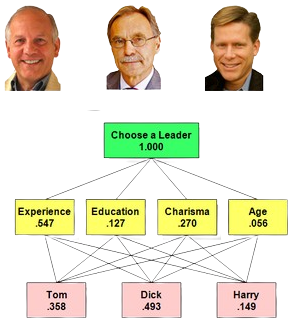 Choose a Leader
1.000
Experience Education Charisma Age
.547 .127 .270 .056
Tom Dick Harry
.358 .493 .149